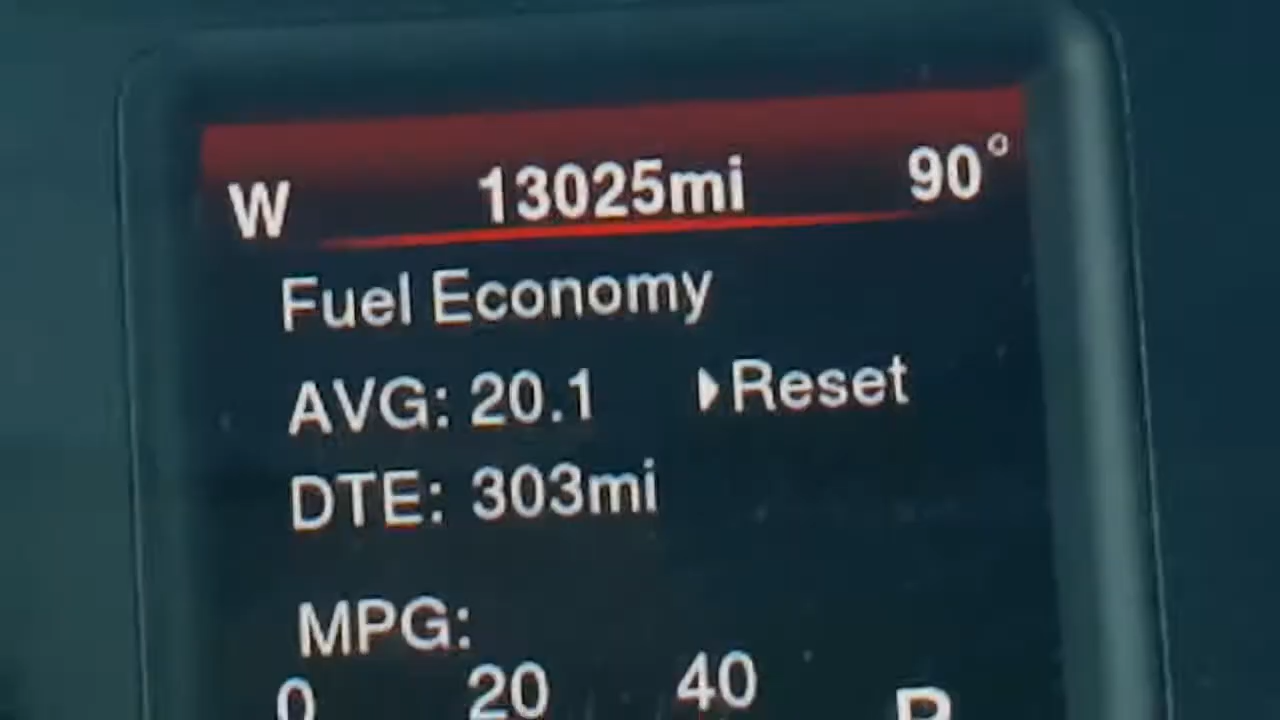 W 13025mi 90°
Fuel Economy
AVG: 20.1 Reset
DTE: 303mi
MPG:
0 20 40